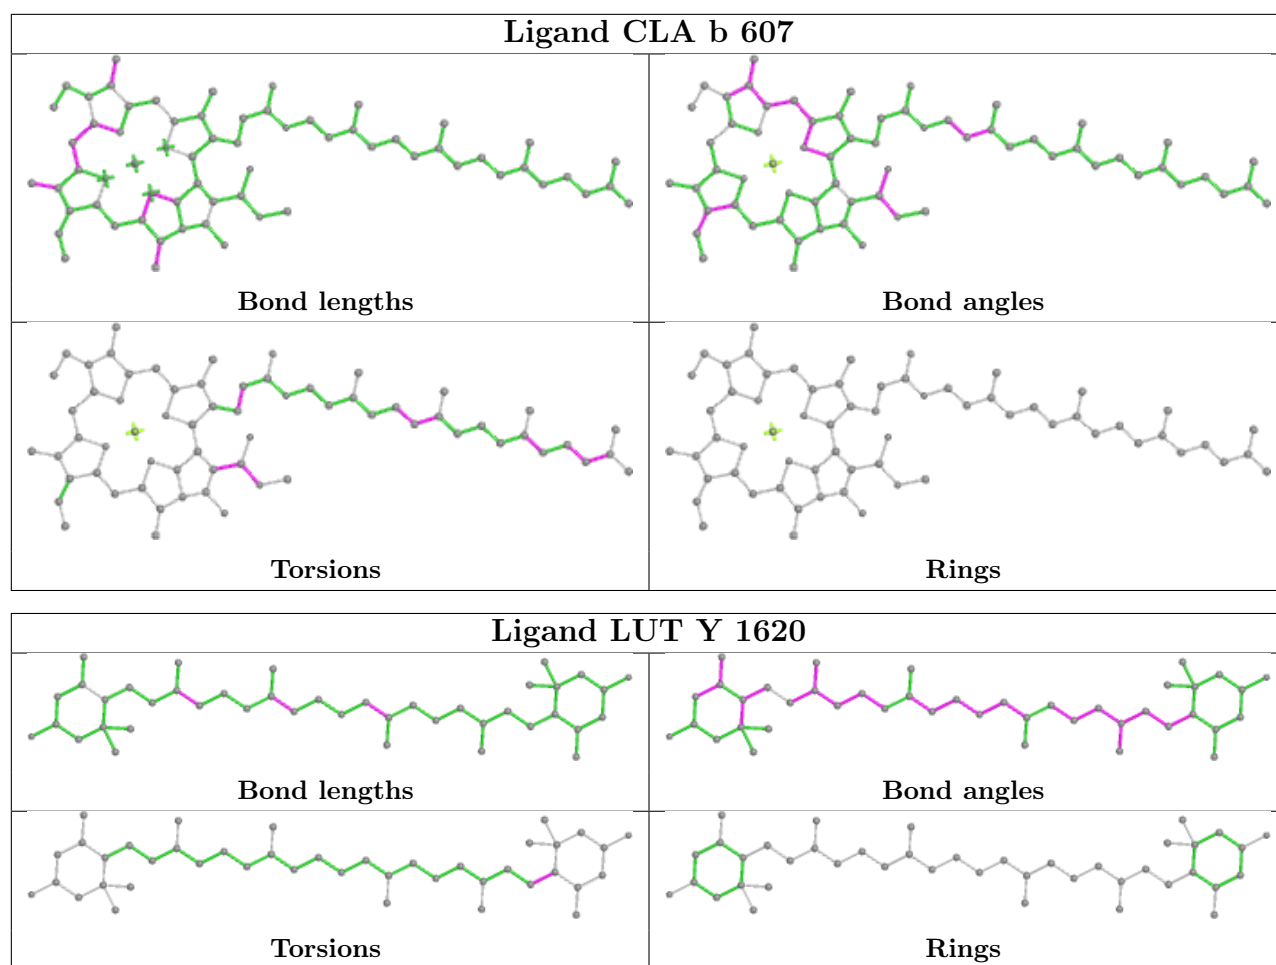 Ligand CLA b 607
Bond lengths
Bond angles
Torsions
Rings
Ligand LUT Y 1620
Bond lengths
Bond angles
Torsions
Rings